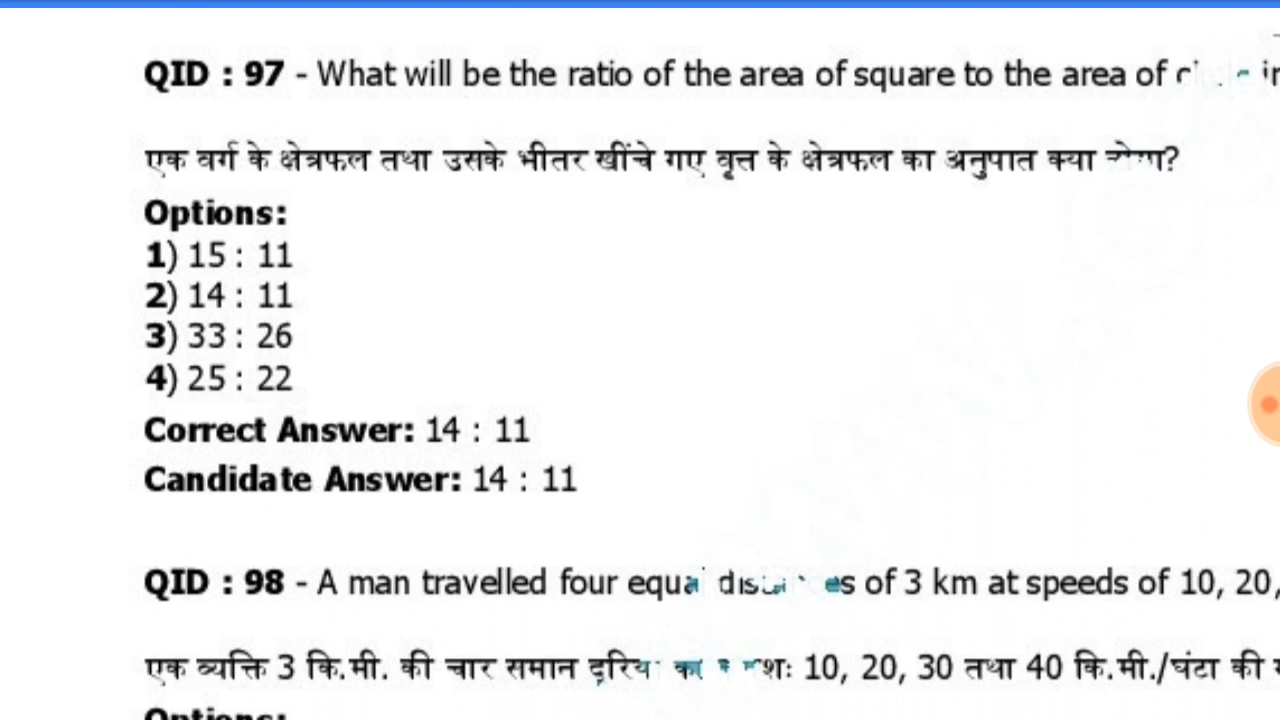 QID : 97 - What will be the ratio of the area of square to the area of
एक वर्ग के क्षेत्रफल तथा उसके भीतर खींचे गए वृत्त के क्षेत्रफल का अनुपात क्या
Options:
1) 15 : 11
2) 14 : 11
3) 33 : 26
4) 25 : 22
Correct Answer: 14 : 11
Candidate Answer: 14 : 11
QID : 98 - A man travelled four equal distances of 3 km at speeds of 10, 20,
एक व्यक्ति 3 कि.मी. की चार समान 10, 20, 30 तथा 40 कि.मी./घंटा की
Options: